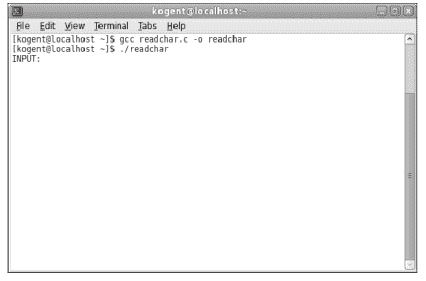 kogent@localhost:~
File Edit View Terminal Tabs Help
[kogent@localhost ~]$ gcc readchar.c -o readchar
[kogent@localhost ~]$ ./readchar
INPUT: